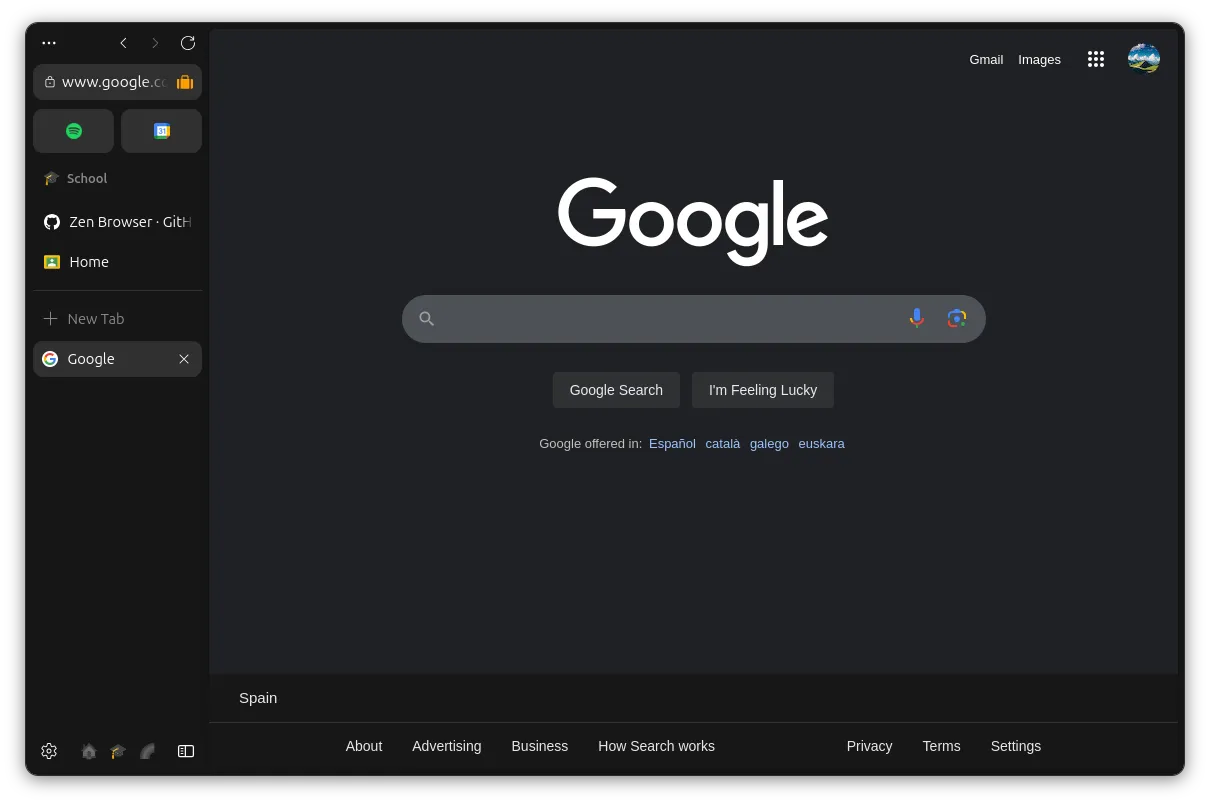 www.google.co
31
School
Zen Browser · GitH
Home
New Tab
Google
Gmail
Images
Google
Google Search
I'm Feeling Lucky
Google offered in: Español català galego euskara
Spain
About
Advertising
Business
How Search works
Privacy
Terms
Settings